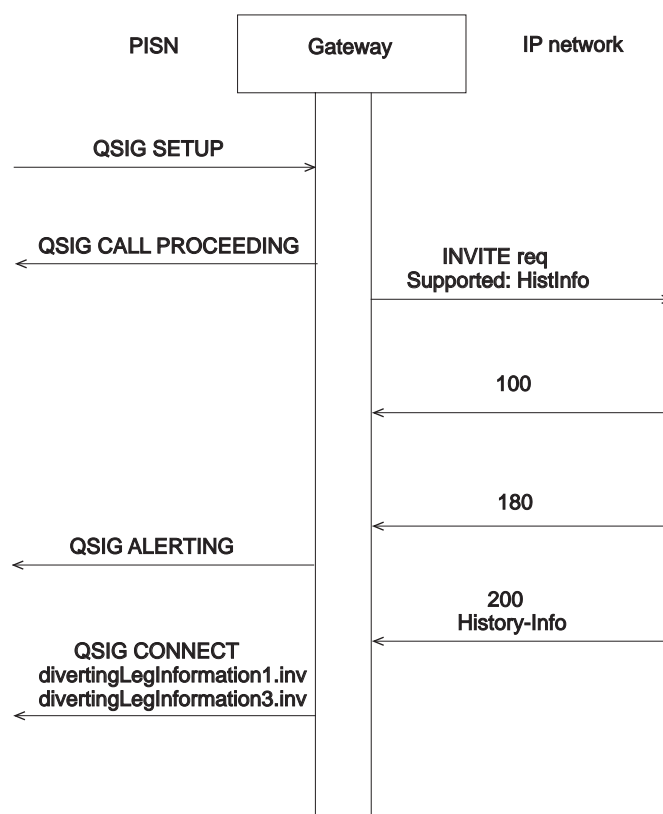 PISN
Gateway
IP network
QSIG SETUP
QSIG CALL PROCEEDING
INVITE req
Supported: HistInfo
100
180
QSIG ALERTING
200
History-Info
QSIG CONNECT
divertingLegInformation1.inv
divertingLegInformation3.inv